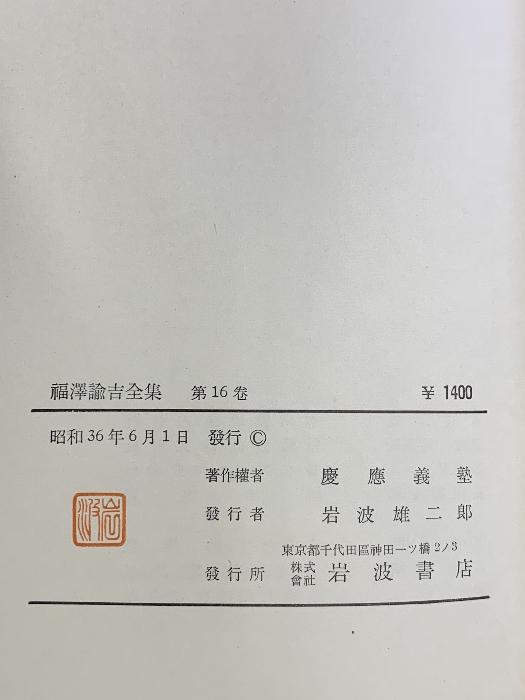 福澤諭吉全集 第16巻 ¥ 1400
昭和36年6月1日 發行 ©
著作權者 慶應義塾
發行者 岩波雄二郎
東京都千代田區神田一ツ橋2ノ3
發行所 株式會社 岩波書店
岩波